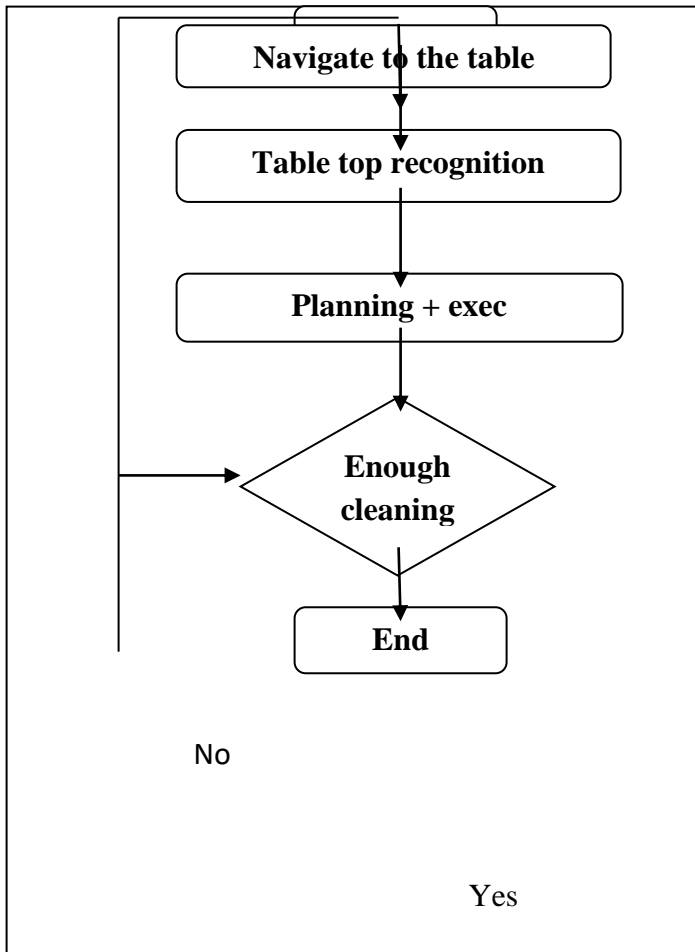 Navigate to the table
Table top recognition
Planning + exec
Enough
cleaning
End
No
Yes